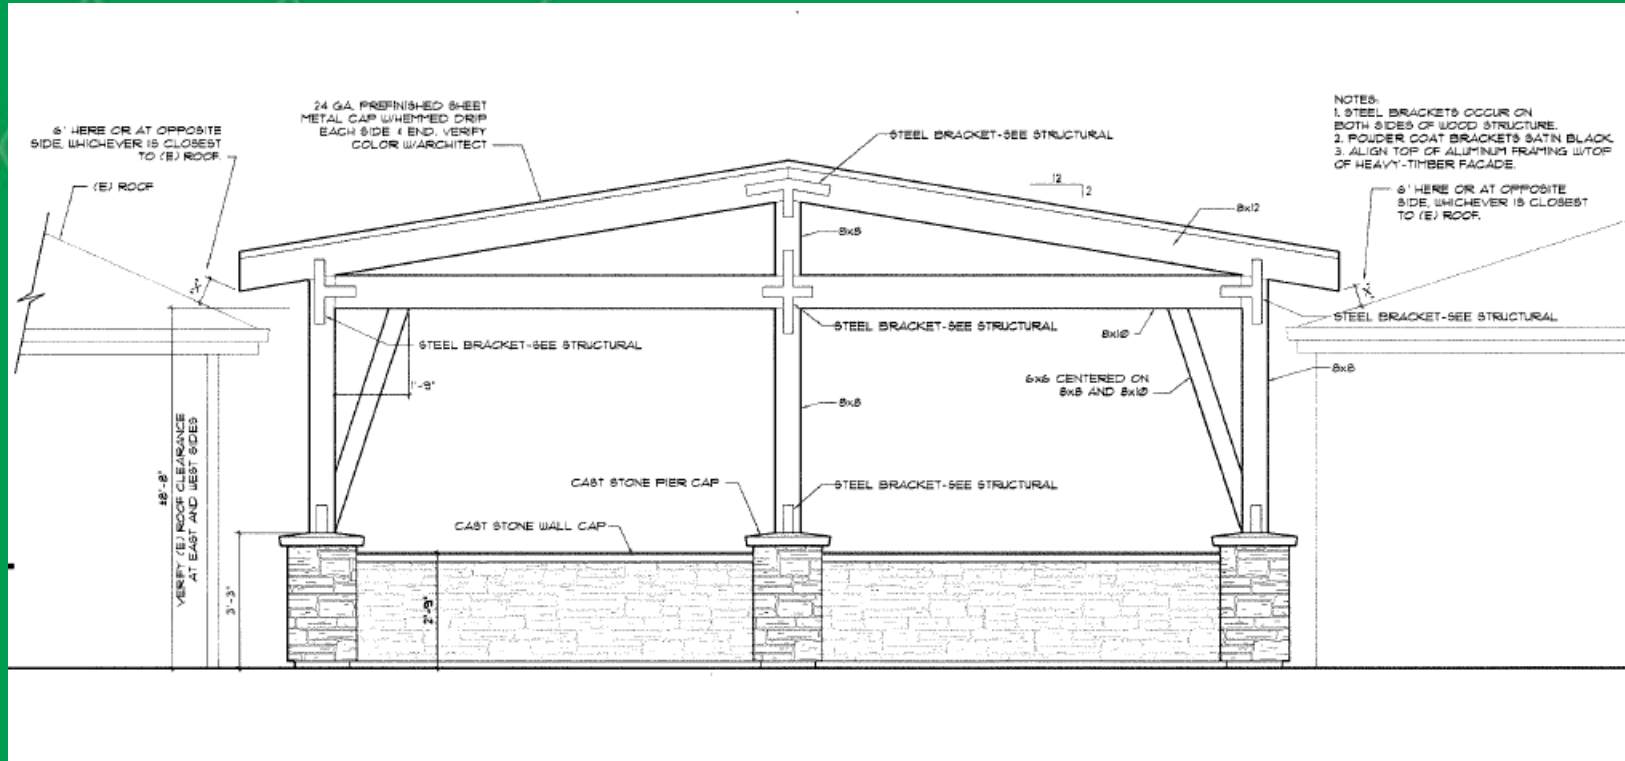 6' HERE OR AT OPPOSITE
SIDE, WHICHEVER IS CLOSEST
TO (E) ROOF.
(E) ROOF
24 GA. PREFINISHED SHEET
METAL CAP W/HEMMED DRIP
EACH SIDE & END. VERIFY
COLOR W/ARCHITECT
STEEL BRACKET-SEE STRUCTURAL
NOTES:
1. STEEL BRACKETS OCCUR ON
BOTH SIDES OF WOOD STRUCTURE.
2. POWDER COAT BRACKETS SATIN BLACK.
3. ALIGN TOP OF ALUMINUM FRAMING W/TOP
OF HEAVY-TIMBER FACADE.
6' HERE OR AT OPPOSITE
SIDE, WHICHEVER IS CLOSEST
TO (E) ROOF.
12
2
8x12
8x8
"X"
"X"
STEEL BRACKET-SEE STRUCTURAL
STEEL BRACKET-SEE STRUCTURAL
STEEL BRACKET-SEE STRUCTURAL
8x10
1'-9"
6x6 CENTERED ON
8x8 AND 8x10
8x8
8x8
±8'-8"
VERIFY (E) ROOF CLEARANCE
AT EAST AND WEST SIDES
CAST STONE PIER CAP
STEEL BRACKET-SEE STRUCTURAL
CAST STONE WALL CAP
3'-3"
2'-9"